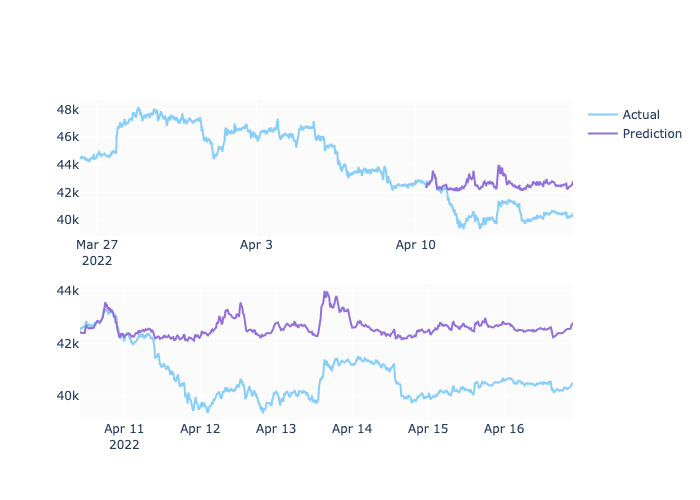 48k
46k
44k
42k
40k
Mar 27
2022
Apr 3
Apr 10
Actual
Prediction
44k
42k
40k
Apr 11
2022
Apr 12
Apr 13
Apr 14
Apr 15
Apr 16